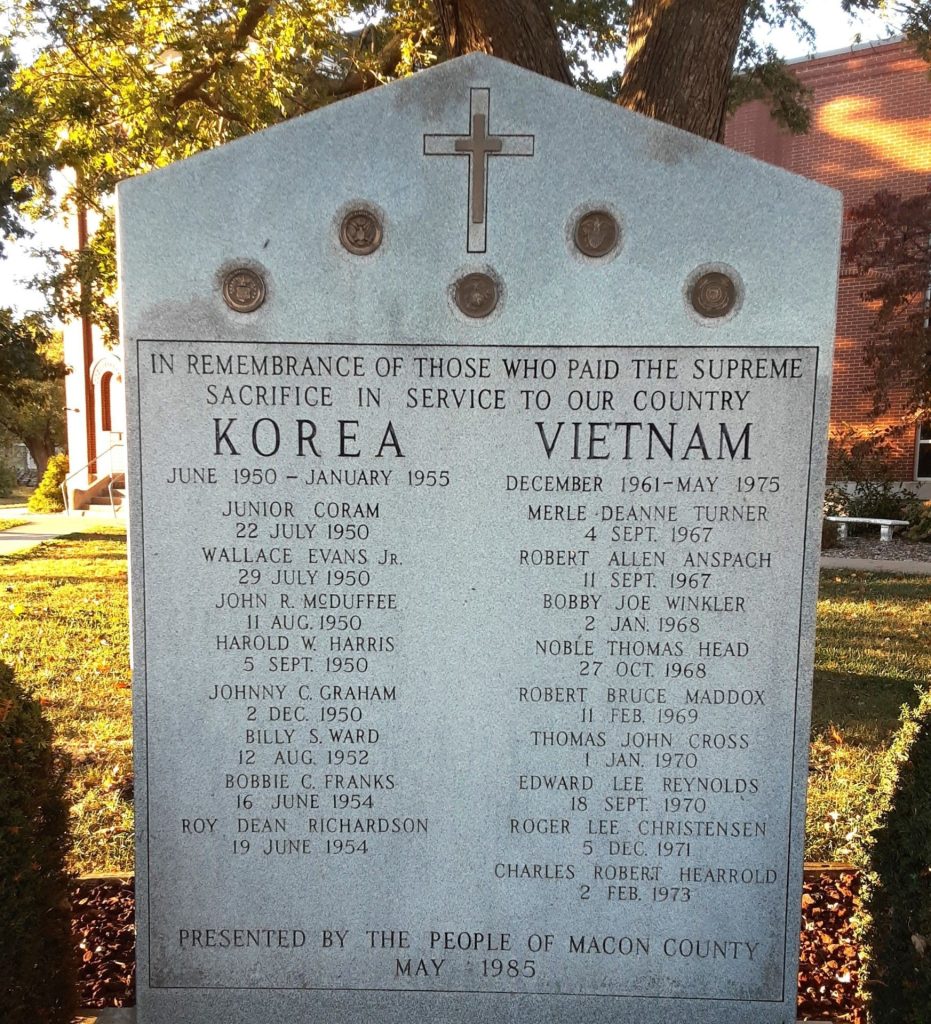 IN REMEMBRANCE OF THOSE WHO PAID THE SUPREME
SACRIFICE IN SERVICE TO OUR COUNTRY
KOREA
JUNE 1950 – JANUARY 1955
JUNIOR CORAM
22 JULY 1950
WALLACE EVANS JR.
29 JULY 1950
JOHN R. McDUFFEE
11 AUG. 1950
HAROLD W. HARRIS
5 SEPT. 1950
JOHNNY C. GRAHAM
2 DEC. 1950
BILLY S. WARD
12 AUG. 1952
BOBBIE C. FRANKS
16 JUNE 1954
ROY DEAN RICHARDSON
19 JUNE 1954
VIETNAM
DECEMBER 1961 – MAY 1975
MERLE DEANNE TURNER
4 SEPT. 1967
ROBERT ALLEN ANSPACH
11 SEPT. 1967
BOBBY JOE WINKLER
2 JAN. 1968
NOBLE THOMAS HEAD
27 OCT. 1968
ROBERT BRUCE MADDOX
11 FEB. 1969
THOMAS JOHN CROSS
1 JAN. 1970
EDWARD LEE REYNOLDS
18 SEPT. 1970
ROGER LEE CHRISTENSEN
5 DEC. 1971
CHARLES ROBERT HEARROLD
2 FEB. 1973
PRESENTED BY THE PEOPLE OF MACON COUNTY
MAY 1985